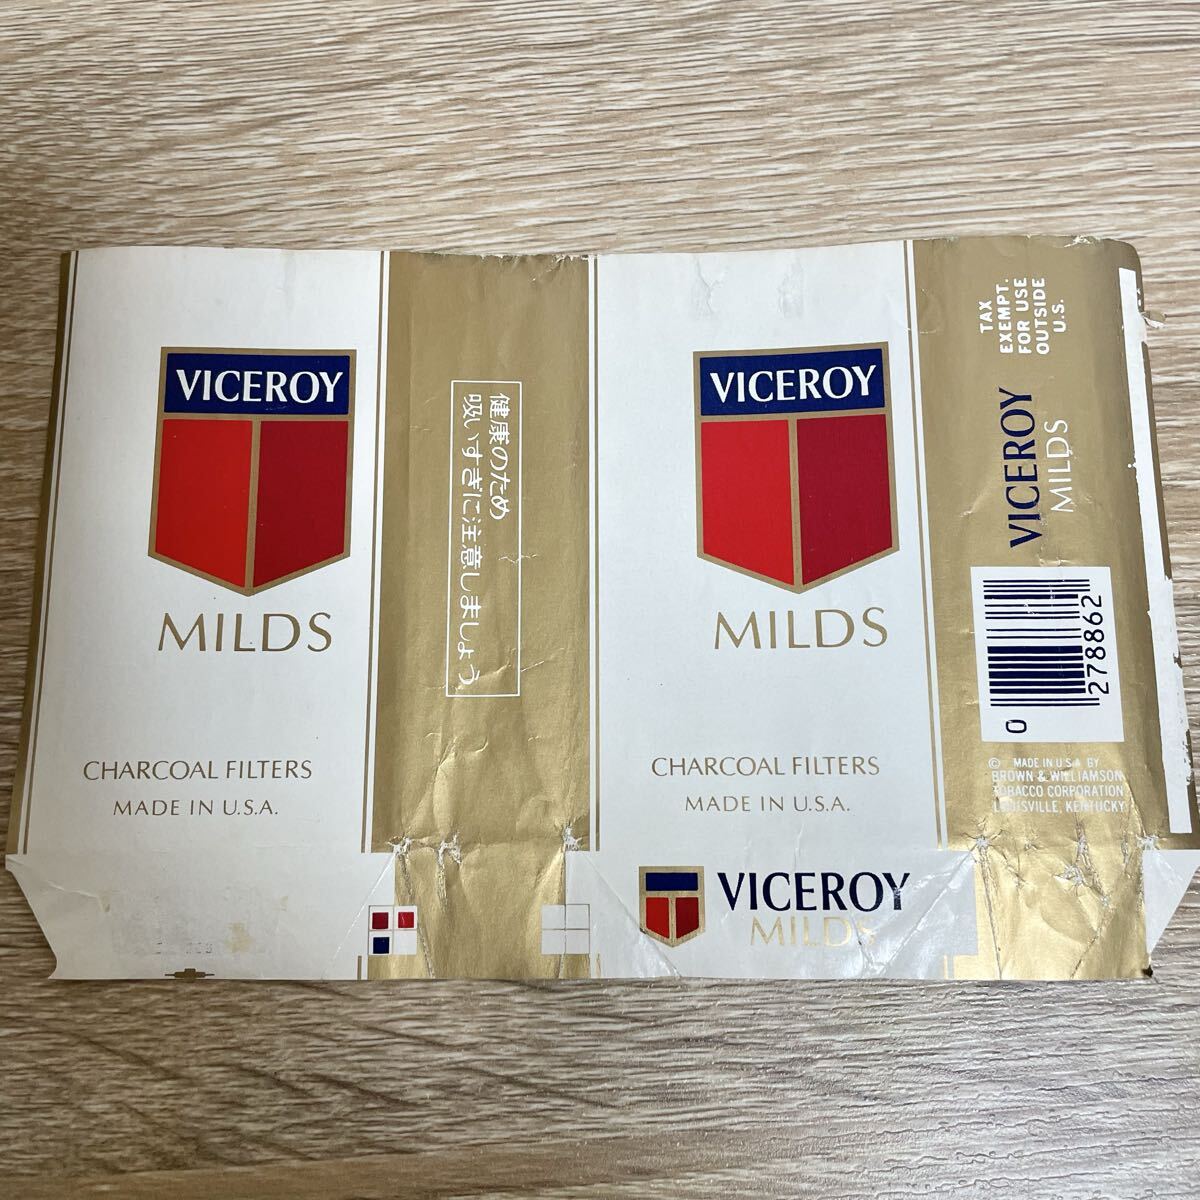 VICEROY
MILDS
CHARCOAL FILTERS
MADE IN U.S.A.
健康のため
吸いすぎに注意しましょう
VICEROY
MILDS
CHARCOAL FILTERS
MADE IN U.S.A.
VICEROY
MILDS
TAX
EXEMPT.
FOR USE
OUTSIDE
U.S.
VICEROY
MILDS
0 278862
© MADE IN U.S.A. BY
BROWN & WILLIAMSON
TOBACCO CORPORATION
LOUISVILLE, KENTUCKY